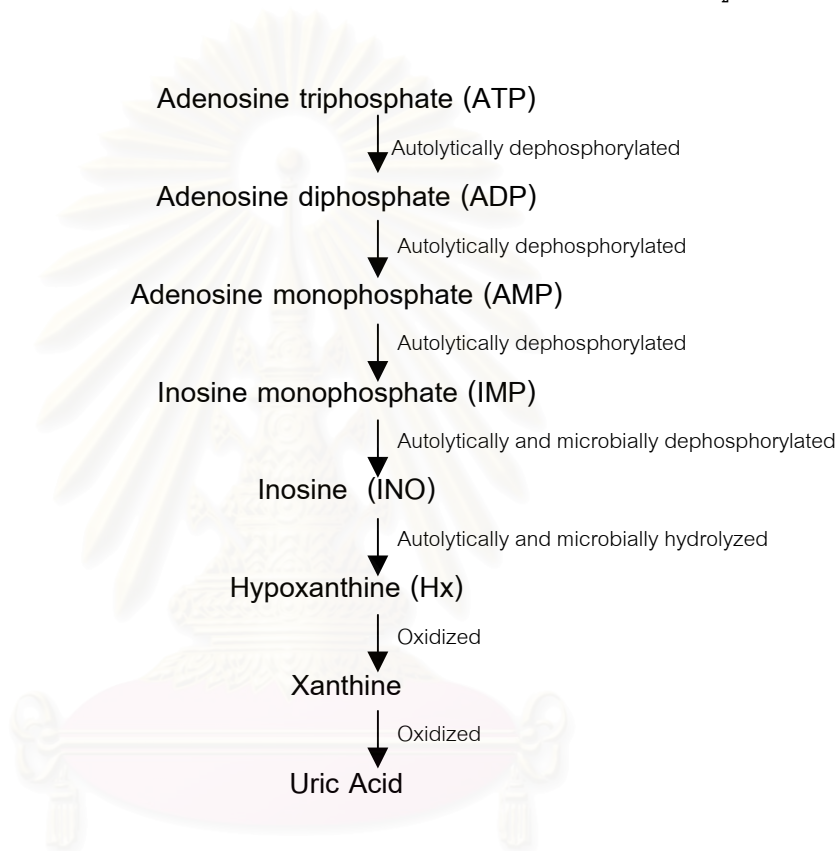 Adenosine triphosphate (ATP)
Autolytically dephosphorylated
Adenosine diphosphate (ADP)
Autolytically dephosphorylated
Adenosine monophosphate (AMP)
Autolytically dephosphorylated
Inosine monophosphate (IMP)
Autolytically and microbially dephosphorylated
Inosine (INO)
Autolytically and microbially hydrolyzed
Hypoxanthine (Hx)
Oxidized
Xanthine
Oxidized
Uric Acid